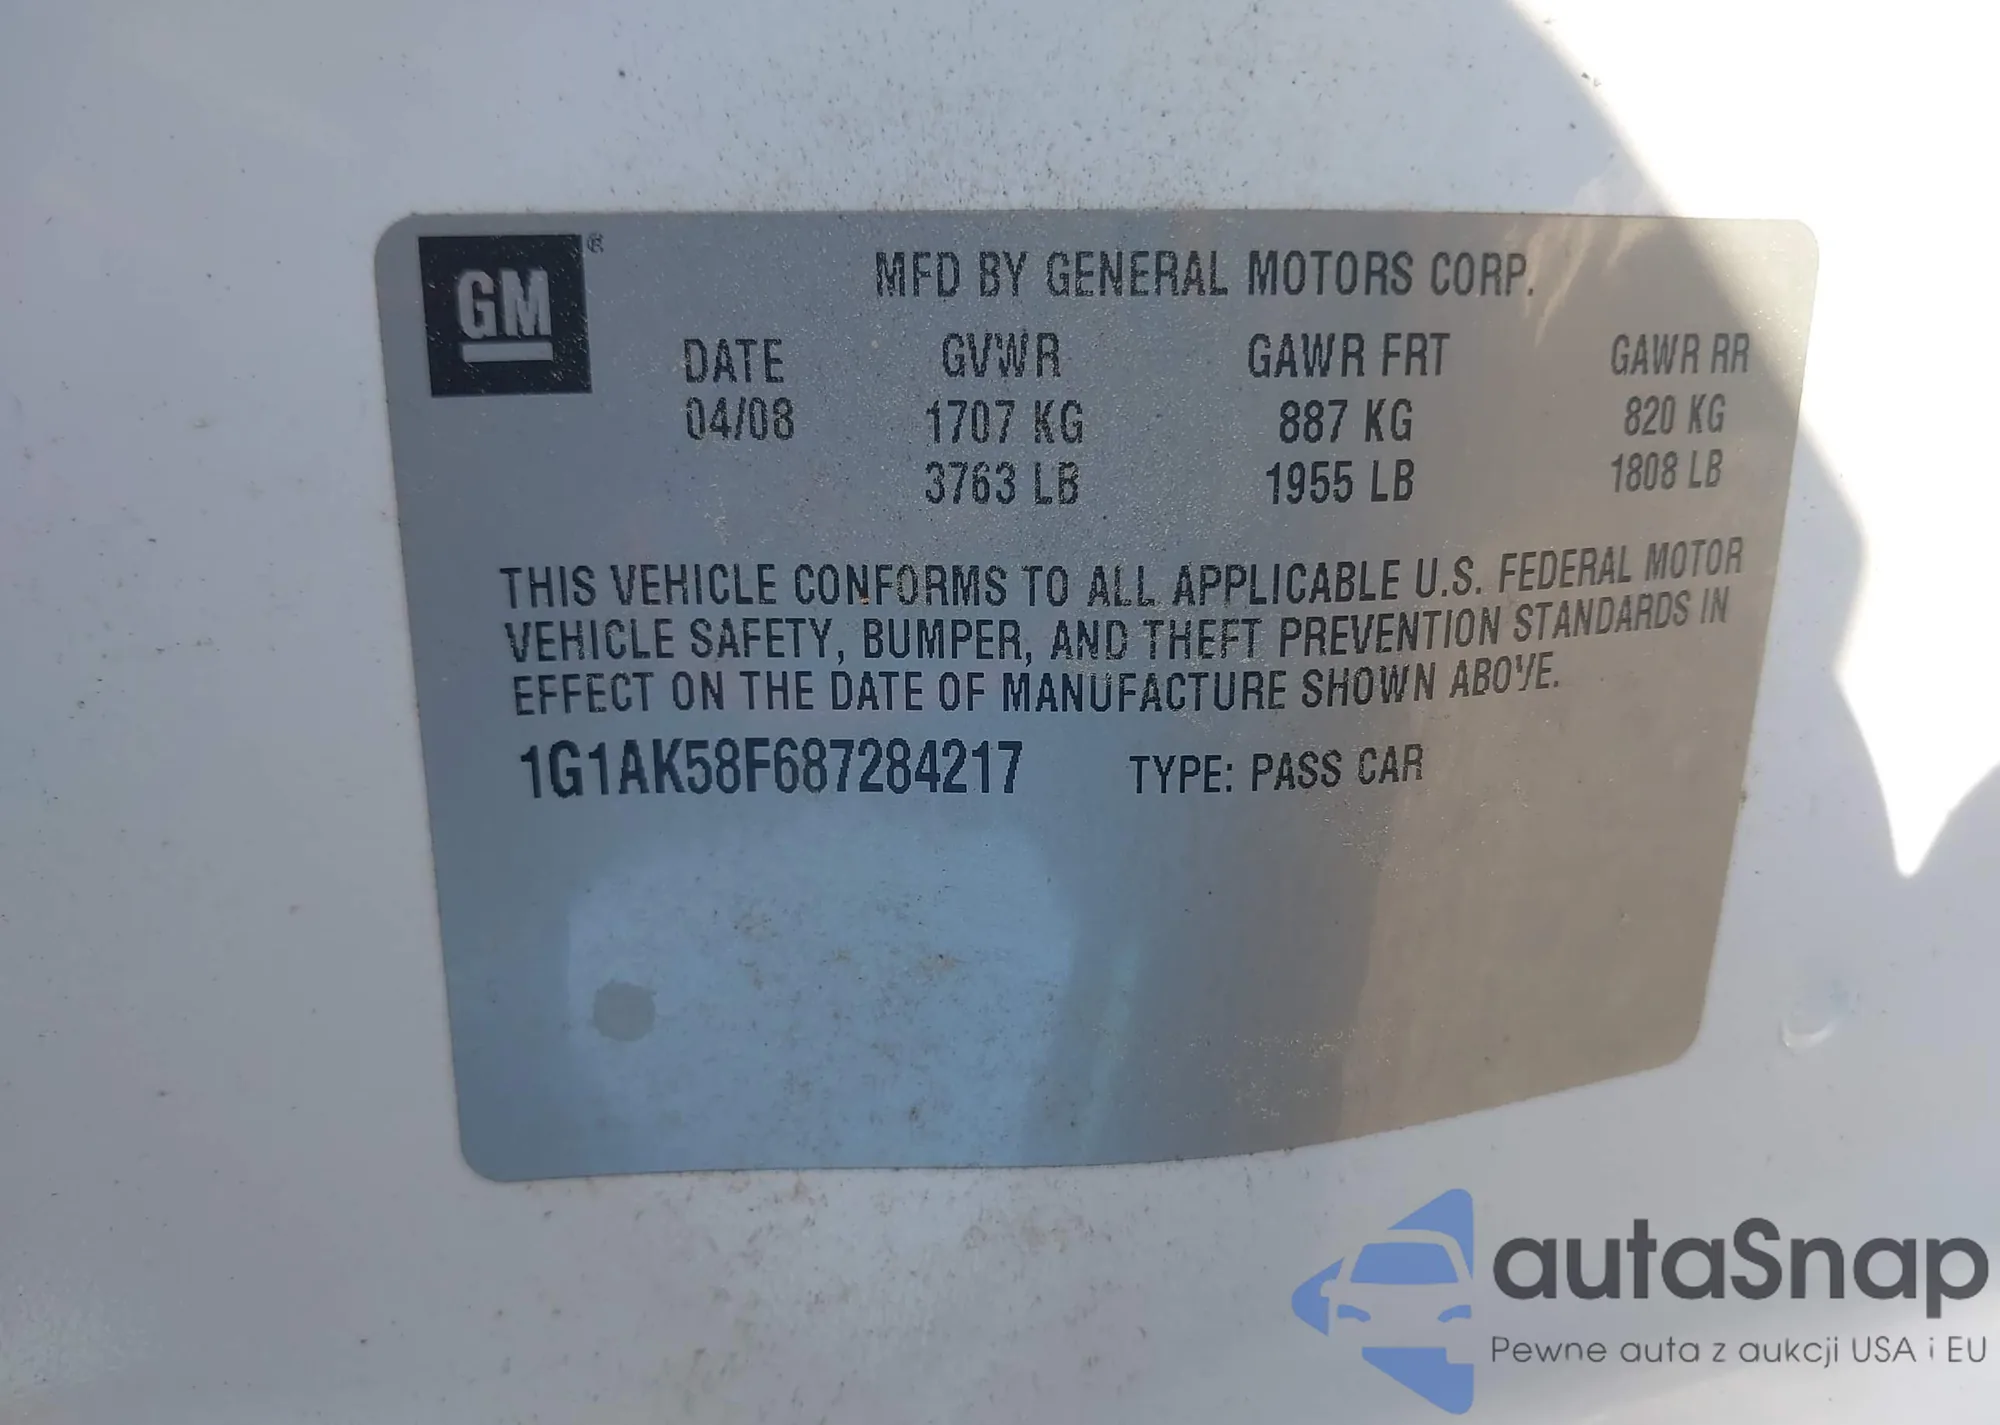 GM ®
MFD BY GENERAL MOTORS CORP.
DATE GVWR GAWR FRT GAWR RR
04/08 1707 KG 887 KG 820 KG
3763 LB 1955 LB 1808 LB
THIS VEHICLE CONFORMS TO ALL APPLICABLE U.S. FEDERAL MOTOR
VEHICLE SAFETY, BUMPER, AND THEFT PREVENTION STANDARDS IN
EFFECT ON THE DATE OF MANUFACTURE SHOWN ABOVE.
1G1AK58F687284217 TYPE: PASS CAR
autaSnap
Pewne auta z aukcji USA i EU